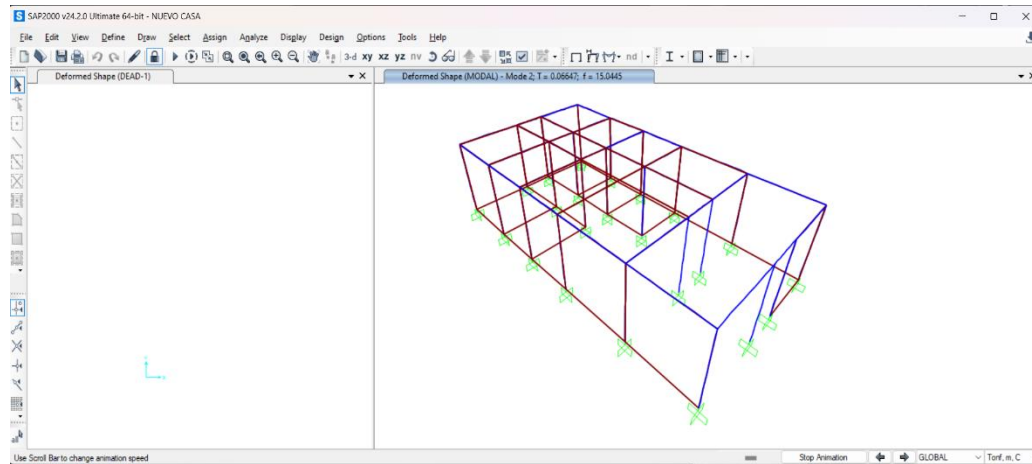 SAP2000 v24.2.0 Ultimate 64-bit - NUEVO CASA
File Edit View Define Draw Select Assign Analyze Display Design Options Tools Help
3-d xy xz yz nv nd
Deformed Shape (DEAD-1)
Deformed Shape (MODAL) - Mode 2; T = 0.06647; f = 15.0445
Use Scroll Bar to change animation speed
Stop Animation GLOBAL Tonf, m, C